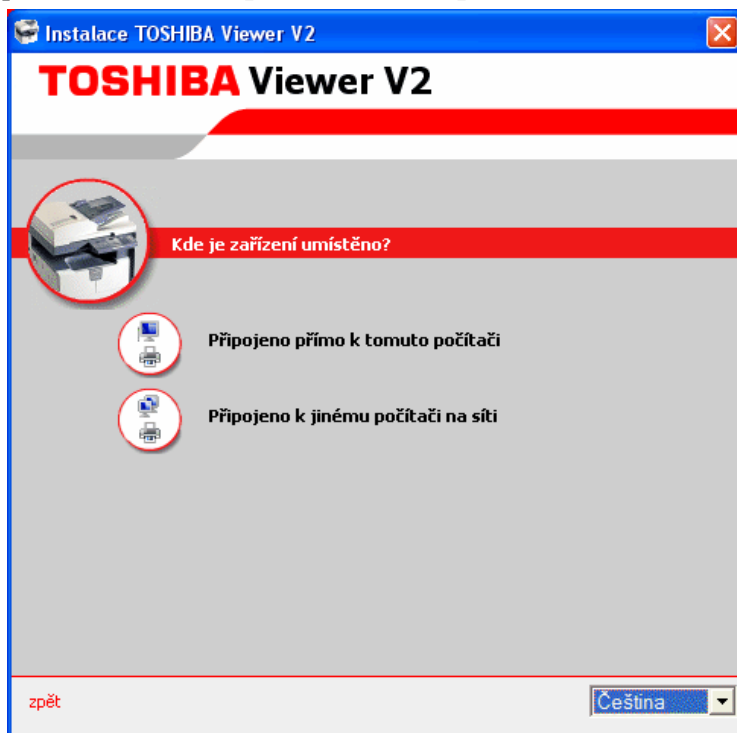 Instalace TOSHIBA Viewer V2
TOSHIBA Viewer V2
Kde je zařízení umístěno?
Připojeno přímo k tomuto počítači
Připojeno k jinému počítači na síti
zpět
Čeština